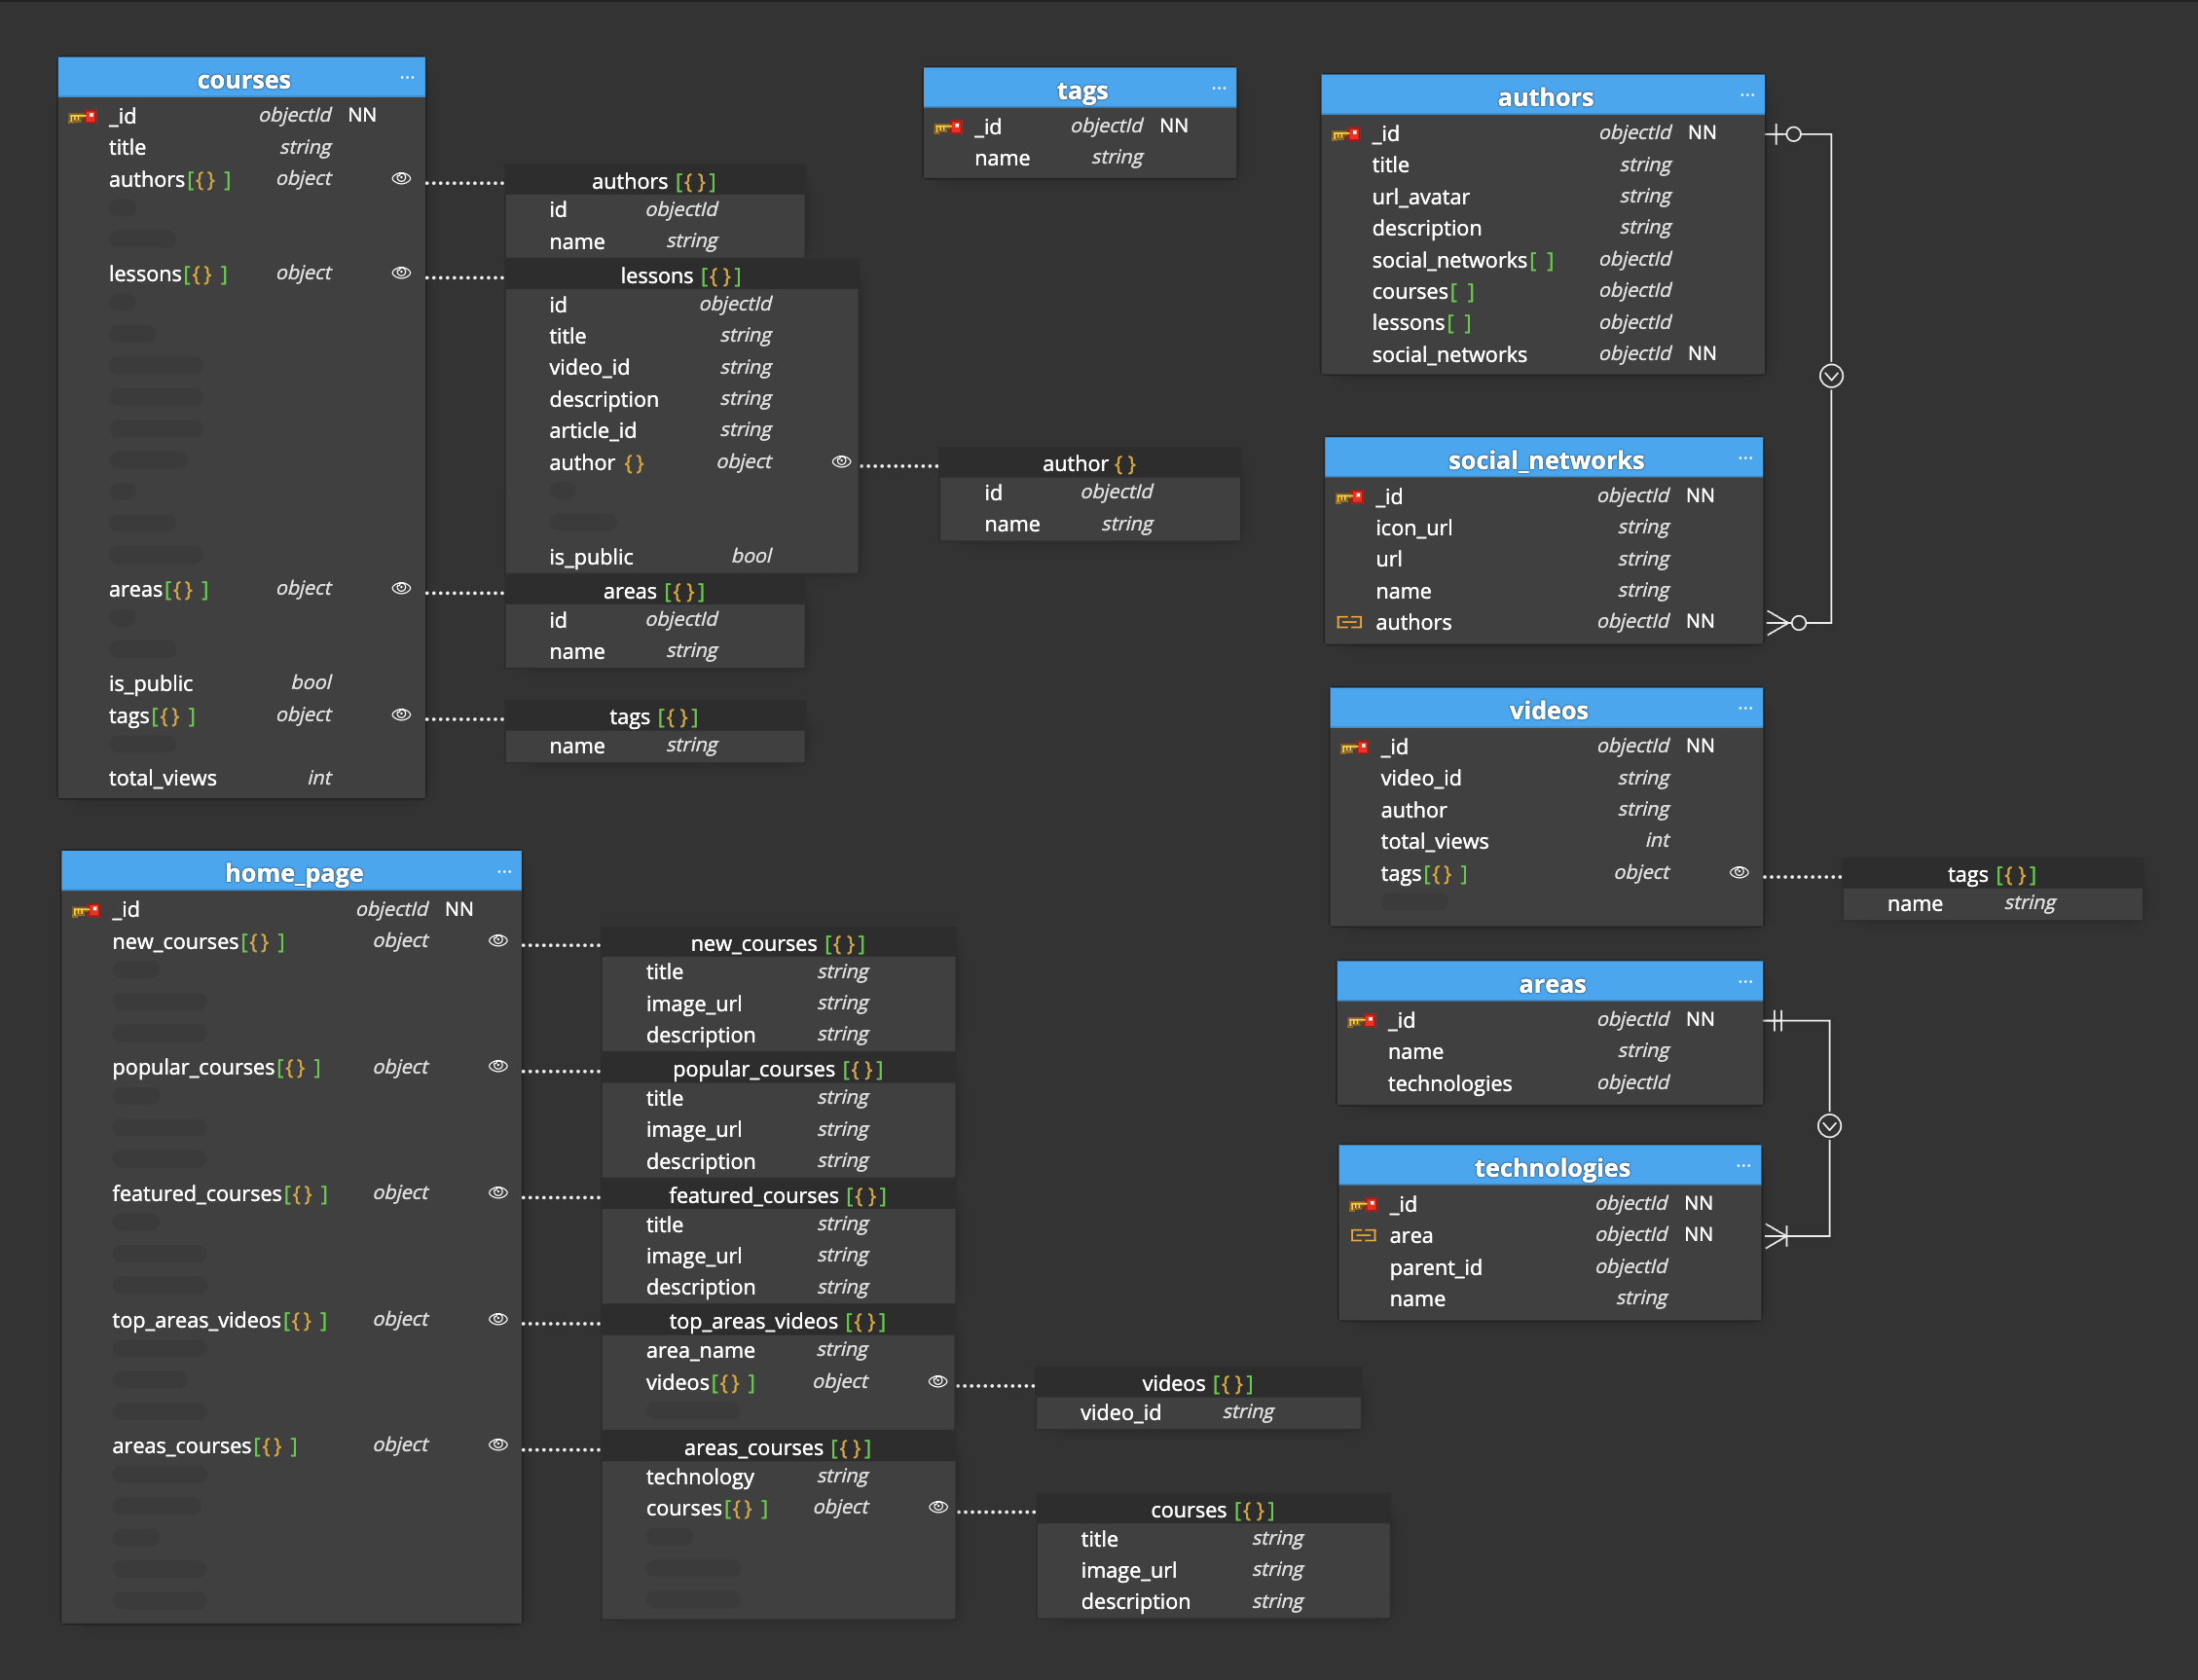 courses ...
_id objectId NN
title string
authors[{} ] object
lessons[{} ] object
areas[{} ] object
is_public bool
tags[{} ] object
total_views int
authors [{}]
id objectId
name string
lessons [{}]
id objectId
title string
video_id string
description string
article_id string
author {} object
is_public bool
author {}
id objectId
name string
areas [{}]
id objectId
name string
tags [{}]
name string
tags ...
_id objectId NN
name string
authors ...
_id objectId NN
title string
url_avatar string
description string
social_networks[ ] objectId
courses[ ] objectId
lessons[ ] objectId
social_networks objectId NN
social_networks ...
_id objectId NN
icon_url string
url string
name string
authors objectId NN
videos ...
_id objectId NN
video_id string
author string
total_views int
tags[{} ] object
tags [{}]
name string
areas ...
_id objectId NN
name string
technologies objectId
technologies ...
_id objectId NN
area objectId NN
parent_id objectId
name string
home_page ...
_id objectId NN
new_courses[{} ] object
popular_courses[{} ] object
featured_courses[{} ] object
top_areas_videos[{} ] object
areas_courses[{} ] object
new_courses [{}]
title string
image_url string
description string
popular_courses [{}]
title string
image_url string
description string
featured_courses [{}]
title string
image_url string
description string
top_areas_videos [{}]
area_name string
videos[{} ] object
videos [{}]
video_id string
areas_courses [{}]
technology string
courses[{} ] object
courses [{}]
title string
image_url string
description string